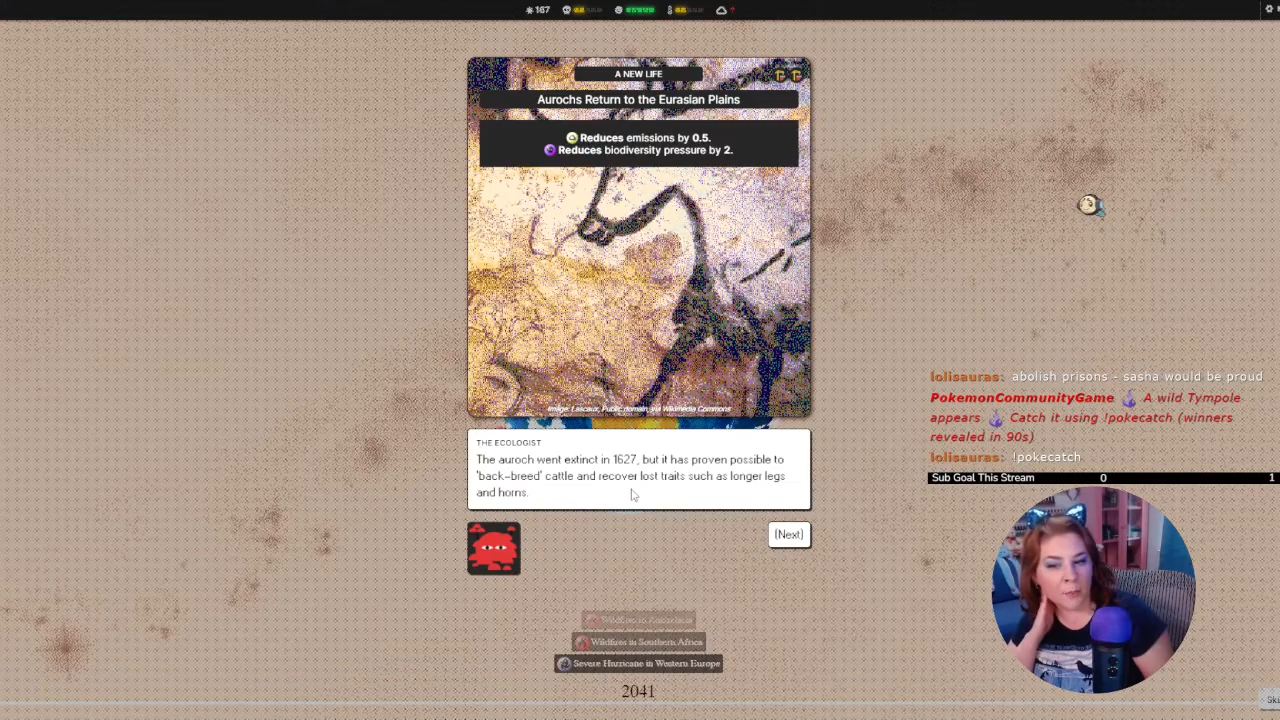 167
A NEW LIFE
Aurochs Return to the Eurasian Plains
Reduces emissions by 0.5.
Reduces biodiversity pressure by 2.
Image: Lascaux, Public domain, via Wikimedia Commons
THE ECOLOGIST
The auroch went extinct in 1627, but it has proven possible to
'back-breed' cattle and recover lost traits such as longer legs
and horns.
(Next)
Wildfires in Southern Africa
Severe Hurricane in Western Europe
2041
lolisauras: abolish prisons - sasha would be proud
PokemonCommunityGame A wild Tympole
appears Catch it using !pokecatch (winners
revealed in 90s)
lolisauras: !pokecatch
Sub Goal This Stream 0 1